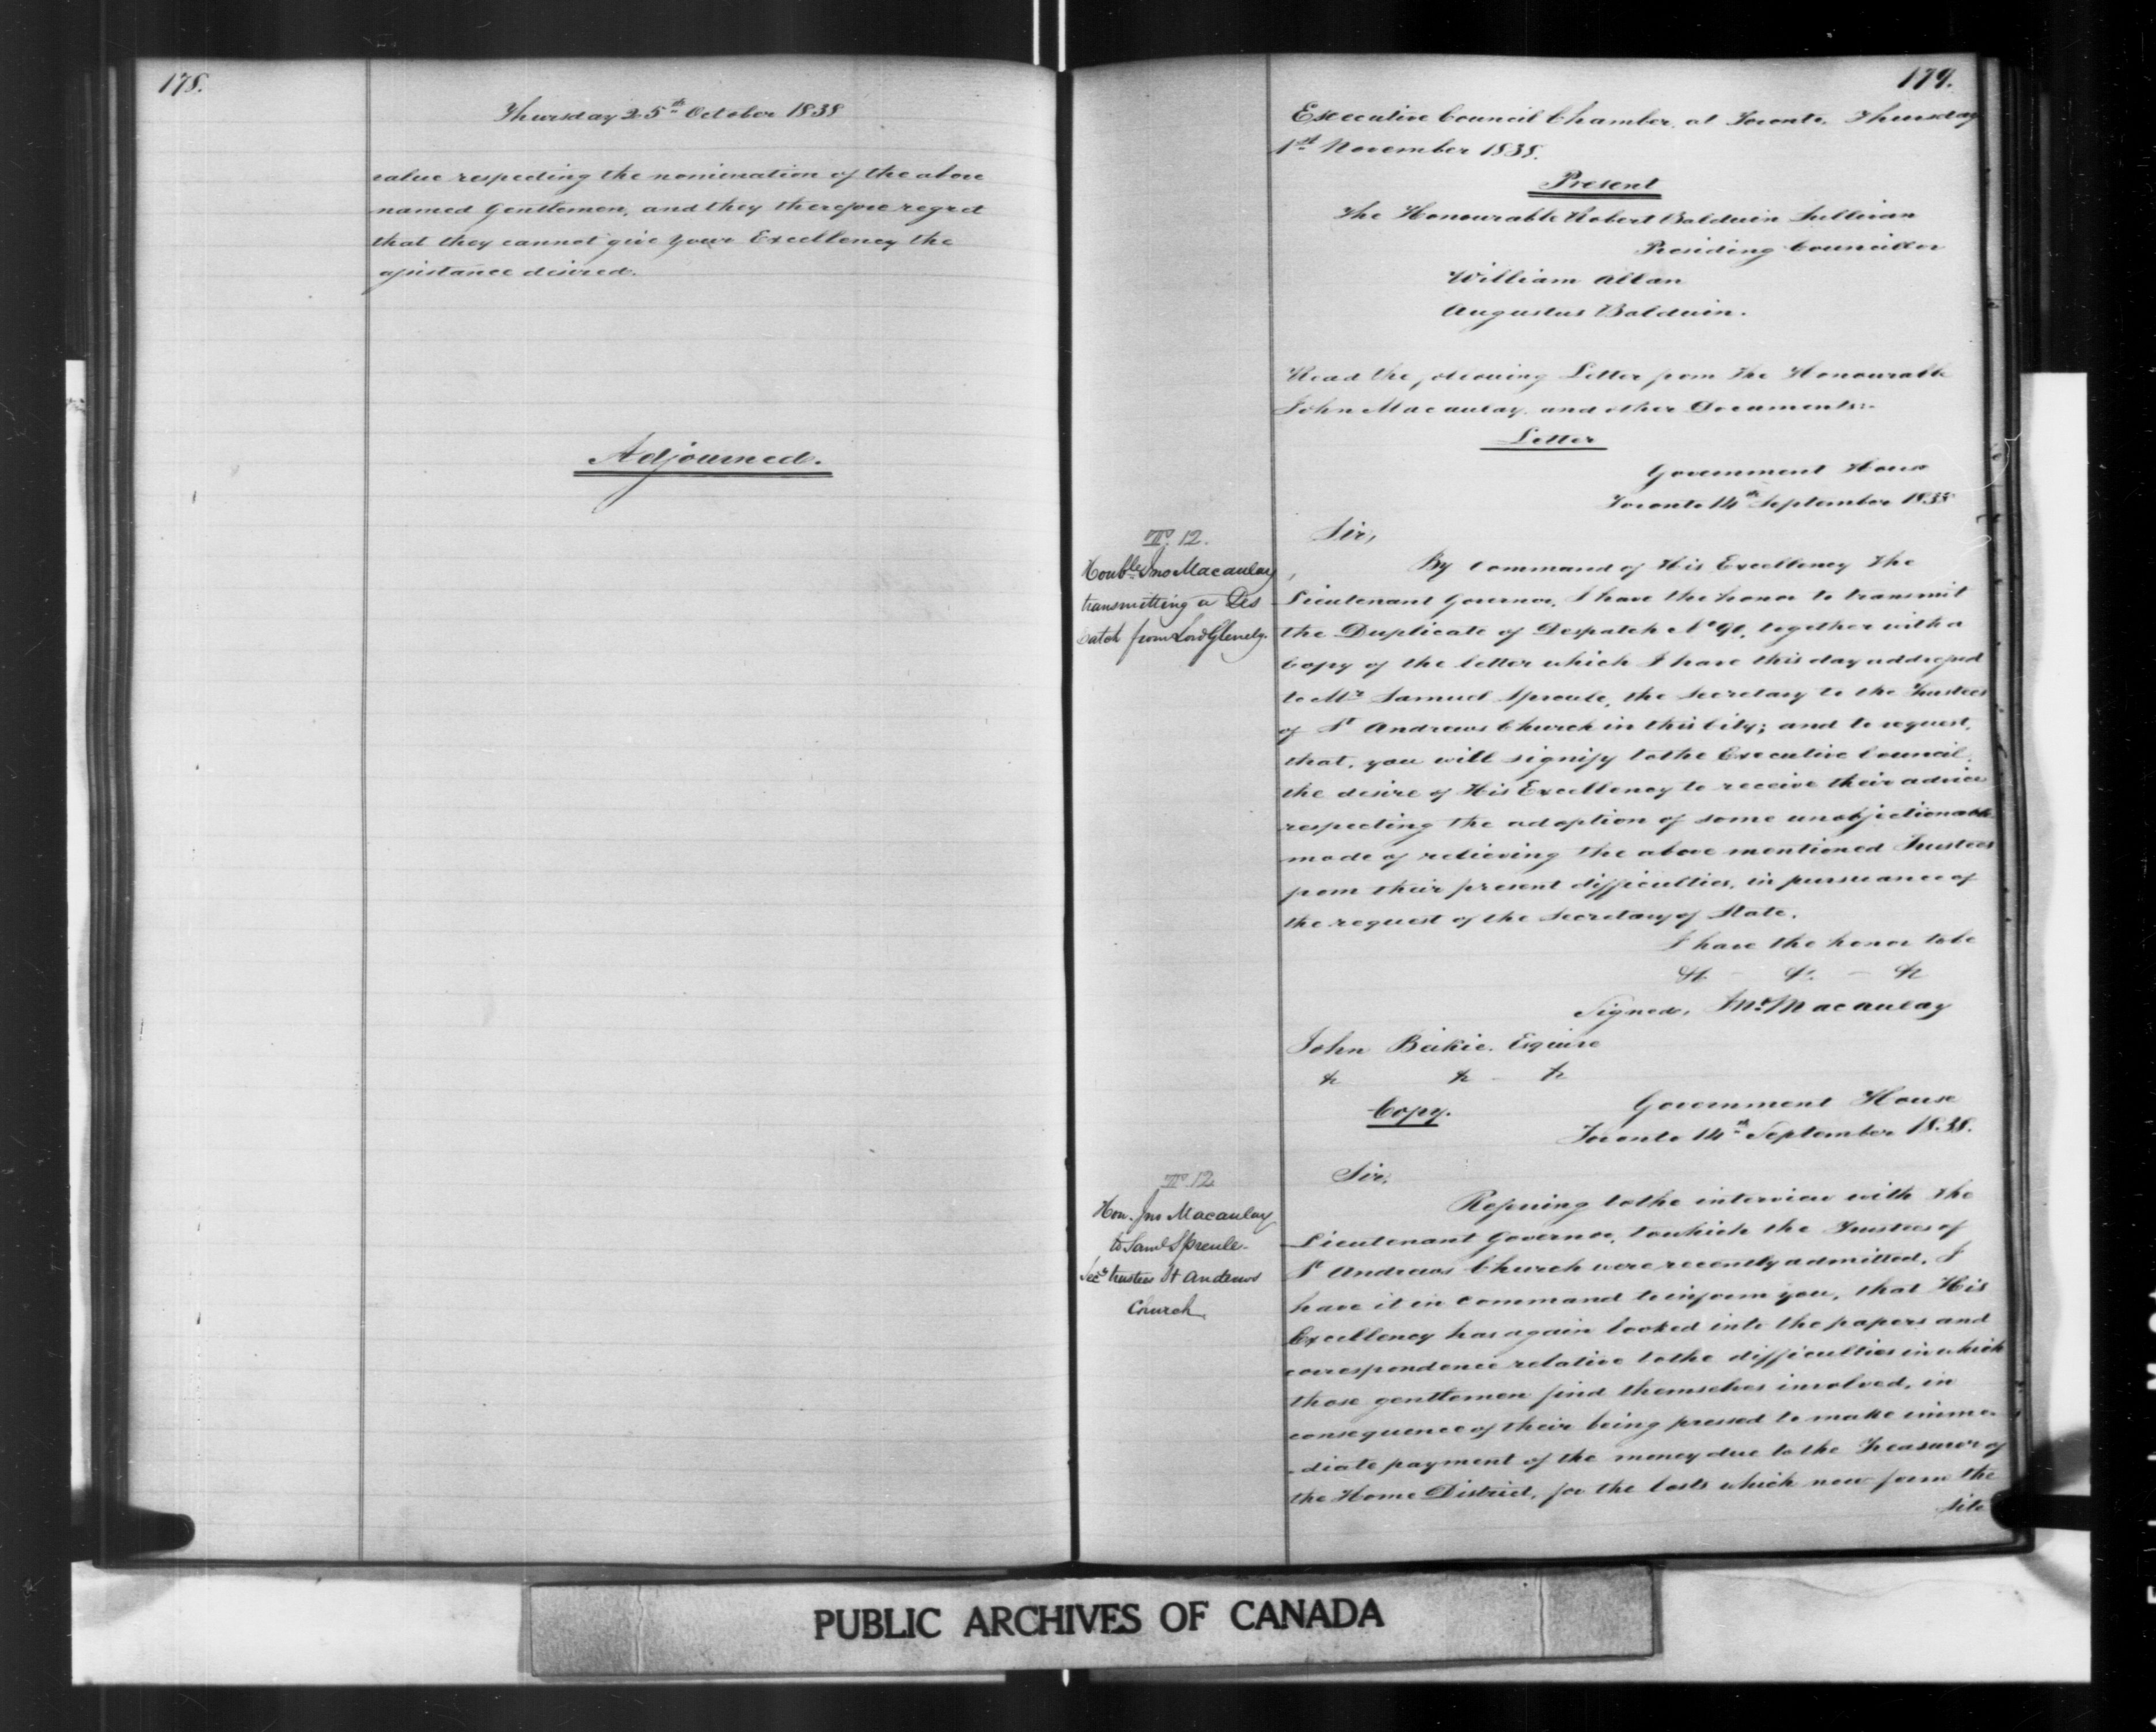 178.
Thursday 25th October 1838
value respecting the nomination of the above
named Gentlemen, and they therefore regret
that they cannot give your Excellency the
assistance desired.
Adjourned.
179.
Executive Council Chamber, at Toronto, Thursday
1st November 1838.
Present
The Honourable Robert Baldwin Sullivan
Presiding Councillor
William Allan
Augustus Baldwin.
Read the following Letter from The Honourable
John Macaulay, and other Documents:-
Letter
Government House
Toronto 14th September 1838
T. 12.
Honble Jno Macaulay
transmitting a Des
patch from Lord Glenelg.
Sir,
By Command of His Excellency The
Lieutenant Governor, I have the honor to transmit
the Duplicate of Despatch No 90, together with a
Copy of the letter which I have this day addressed
to Mr Samuel Sproule, the Secretary to the Trustees
of St Andrews Church in this City; and to request,
that, you will signify to the Executive Council,
the desire of His Excellency to receive their advice
respecting the adoption of some unobjectionable
mode of relieving the above mentioned Trustees
from their present difficulties, in pursuance of
the request of the Secretary of State.
I have the honor to be
&c - &c. - &c
Signed, Jno Macaulay
John Beikie. Esquire
&c &c - &c
Copy.
Government House
Toronto 14th September 1838.
T. 12
Hon. Jno Macaulay
to Saml Sproule
Secy trustees St Andrews
Church
Sir,
Referring to the interview with the
Lieutenant Governor, to which the Trustees of
St Andrews Church were recently admitted, I
have it in command to inform you, that His
Excellency has again looked into the papers and
correspondence relative to the difficulties in which
those gentlemen find themselves involved, in
consequence of their being pressed to make imme-
-diate payment of the money due to the Treasurer of
the Home District, for the Lots which now form the
site
PUBLIC ARCHIVES OF CANADA